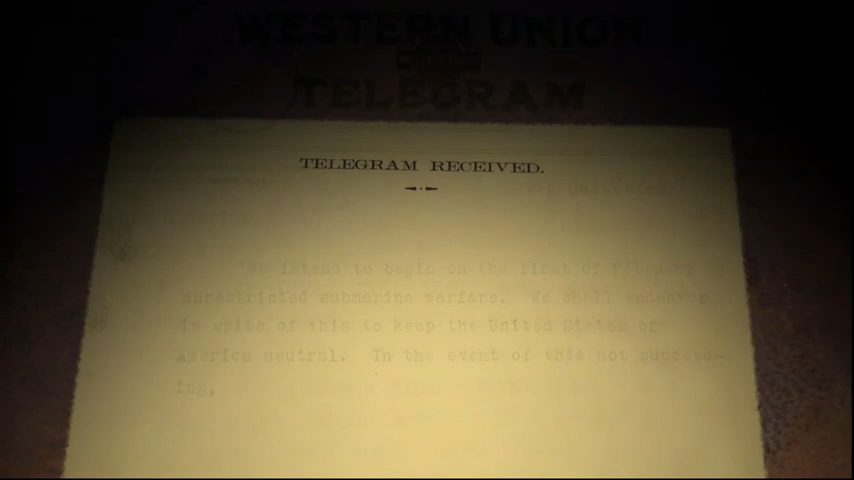 WESTERN UNION
TELEGRAM
TELEGRAM RECEIVED.
via Galveston
"We intend to begin on the first of February
unrestricted submarine warfare. We shall endeavor
in spite of this to keep the United States of
America neutral. In the event of this not succeed-
ing,